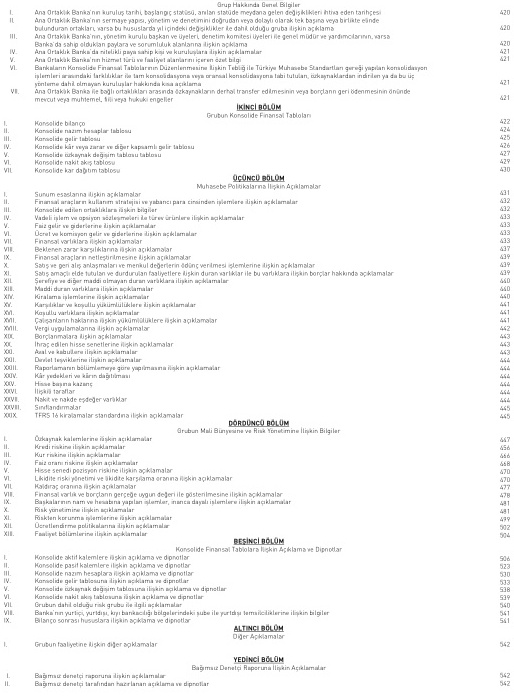 Grup Hakkında Genel Bilgiler
I. Ana Ortaklık Banka'nın kuruluş tarihi, başlangıç statüsü, anılan statüde meydana gelen değişiklikleri ihtiva eden tarihçesi 420
II. Ana Ortaklık Banka'nın sermaye yapısı, yönetim ve denetimini doğrudan veya dolaylı olarak tek başına veya birlikte elinde
bulunduran ortakları, varsa bu hususlarda yıl içindeki değişiklikler ile dahil olduğu gruba ilişkin açıklama 420
III. Ana Ortaklık Banka'nın, yönetim kurulu başkan ve üyeleri, denetim komitesi üyeleri ile genel müdür ve yardımcılarının, varsa
Banka'da sahip oldukları paylara ve sorumluluk alanlarına ilişkin açıklama 420
IV. Ana Ortaklık Banka'da nitelikli paya sahip kişi ve kuruluşlara ilişkin açıklamalar 421
V. Ana Ortaklık Banka'nın hizmet türü ve faaliyet alanlarını içeren özet bilgi 421
VI. Bankaların Konsolide Finansal Tablolarının Düzenlenmesine İlişkin Tebliğ ile Türkiye Muhasebe Standartları gereği yapılan konsolidasyon
işlemleri arasındaki farklılıklar ile tam konsolidasyona veya oransal konsolidasyona tabi tutulan, özkaynaklardan indirilen ya da bu üç
yönteme dahil olmayan kuruluşlar hakkında kısa açıklama 421
VII. Ana Ortaklık Banka ile bağlı ortaklıkları arasında özkaynakların derhal transfer edilmesinin veya borçların geri ödenmesinin önünde
mevcut veya muhtemel, fiili veya hukuki engeller 421
İKİNCİ BÖLÜM
Grubun Konsolide Finansal Tabloları
I. Konsolide bilanço 422
II. Konsolide nazım hesaplar tablosu 424
III. Konsolide gelir tablosu 425
IV. Konsolide kâr veya zarar ve diğer kapsamlı gelir tablosu 426
V. Konsolide özkaynak değişim tablosu tablosu 427
VI. Konsolide nakit akış tablosu 429
VII. Konsolide kar dağıtım tablosu 430
ÜÇÜNCÜ BÖLÜM
Muhasebe Politikalarına İlişkin Açıklamalar
I. Sunum esaslarına ilişkin açıklamalar 431
II. Finansal araçların kullanım stratejisi ve yabancı para cinsinden işlemlere ilişkin açıklamalar 432
III. Konsolide edilen ortaklıklara ilişkin bilgiler 432
IV. Vadeli işlem ve opsiyon sözleşmeleri ile türev ürünlere ilişkin açıklamalar 433
V. Faiz gelir ve giderlerine ilişkin açıklamalar 433
VI. Ücret ve komisyon gelir ve giderlerine ilişkin açıklamalar 433
VII. Finansal varlıklara ilişkin açıklamalar 433
VIII. Beklenen zarar karşılıklarına ilişkin açıklamalar 437
IX. Finansal araçların netleştirilmesine ilişkin açıklamalar 439
X. Satış ve geri alış anlaşmaları ve menkul değerlerin ödünç verilmesi işlemlerine ilişkin açıklamalar 439
XI. Satış amaçlı elde tutulan ve durdurulan faaliyetlere ilişkin duran varlıklar ile bu varlıklara ilişkin borçlar hakkında açıklamalar 439
XII. Şerefiye ve diğer maddi olmayan duran varlıklara ilişkin açıklamalar 440
XIII. Maddi duran varlıklara ilişkin açıklamalar 440
XIV. Kiralama işlemlerine ilişkin açıklamalar 440
XV. Karşılıklar ve koşullu yükümlülüklere ilişkin açıklamalar 441
XVI. Koşullu varlıklara ilişkin açıklamalar 441
XVII. Çalışanların haklarına ilişkin yükümlülüklere ilişkin açıklamalar 441
XVIII. Vergi uygulamalarına ilişkin açıklamalar 442
XIX. Borçlanmalara ilişkin açıklamalar 443
XX. İhraç edilen hisse senetlerine ilişkin açıklamalar 443
XXI. Aval ve kabullere ilişkin açıklamalar 443
XXII. Devlet teşviklerine ilişkin açıklamalar 444
XXIII. Raporlamanın bölümlemeye göre yapılmasına ilişkin açıklamalar 444
XXIV. Kâr yedekleri ve kârın dağıtılması 444
XXV. Hisse başına kazanç 444
XXVI. İlişkili taraflar 444
XXVII. Nakit ve nakde eşdeğer varlıklar 444
XXVIII. Sınıflandırmalar 445
XXIX. TFRS 16 kiralamalar standardına ilişkin açıklamalar 445
DÖRDÜNCÜ BÖLÜM
Grubun Mali Bünyesine ve Risk Yönetimine İlişkin Bilgiler
I. Özkaynak kalemlerine ilişkin açıklamalar 447
II. Kredi riskine ilişkin açıklamalar 456
III. Kur riskine ilişkin açıklamalar 466
IV. Faiz oranı riskine ilişkin açıklamalar 468
V. Hisse senedi pozisyon riskine ilişkin açıklamalar 470
VI. Likidite riski yönetimi ve likidite karşılama oranına ilişkin açıklamalar 470
VII. Kaldıraç oranına ilişkin açıklamalar 477
VIII. Finansal varlık ve borçların gerçeğe uygun değeri ile gösterilmesine ilişkin açıklamalar 478
IX. Başkalarının nam ve hesabına yapılan işlemler, inanca dayalı işlemlere ilişkin açıklamalar 481
X. Risk yönetimine ilişkin açıklamalar 481
XI. Riskten korunma işlemlerine ilişkin açıklamalar 499
XII. Ücretlendirme politikalarına ilişkin açıklamalar 502
XIII. Faaliyet bölümlerine ilişkin açıklamalar 504
BEŞİNCİ BÖLÜM
Konsolide Finansal Tablolara İlişkin Açıklama ve Dipnotlar
I. Konsolide aktif kalemlere ilişkin açıklama ve dipnotlar 506
II. Konsolide pasif kalemlere ilişkin açıklama ve dipnotlar 523
III. Konsolide nazım hesaplara ilişkin açıklama ve dipnotlar 530
IV. Konsolide gelir tablosuna ilişkin açıklama ve dipnotlar 533
V. Konsolide özkaynak değişim tablosuna ilişkin açıklama ve dipnotlar 538
VI. Konsolide nakit akış tablosuna ilişkin açıklama ve dipnotlar 539
VII. Grubun dahil olduğu risk grubu ile ilgili açıklamalar 540
VIII. Banka'nın yurtiçi, yurtdışı, kıyı bankacılığı bölgelerindeki şube ile yurtdışı temsilciliklerine ilişkin bilgiler 541
IX. Bilanço sonrası hususlara ilişkin açıklama ve dipnotlar 541
ALTINCI BÖLÜM
Diğer Açıklamalar
I. Grubun faaliyetine ilişkin diğer açıklamalar 542
YEDİNCİ BÖLÜM
Bağımsız Denetçi Raporuna İlişkin Açıklamalar
I. Bağımsız denetçi raporuna ilişkin açıklamalar 542
II. Bağımsız denetçi tarafından hazırlanan açıklama ve dipnotlar 542